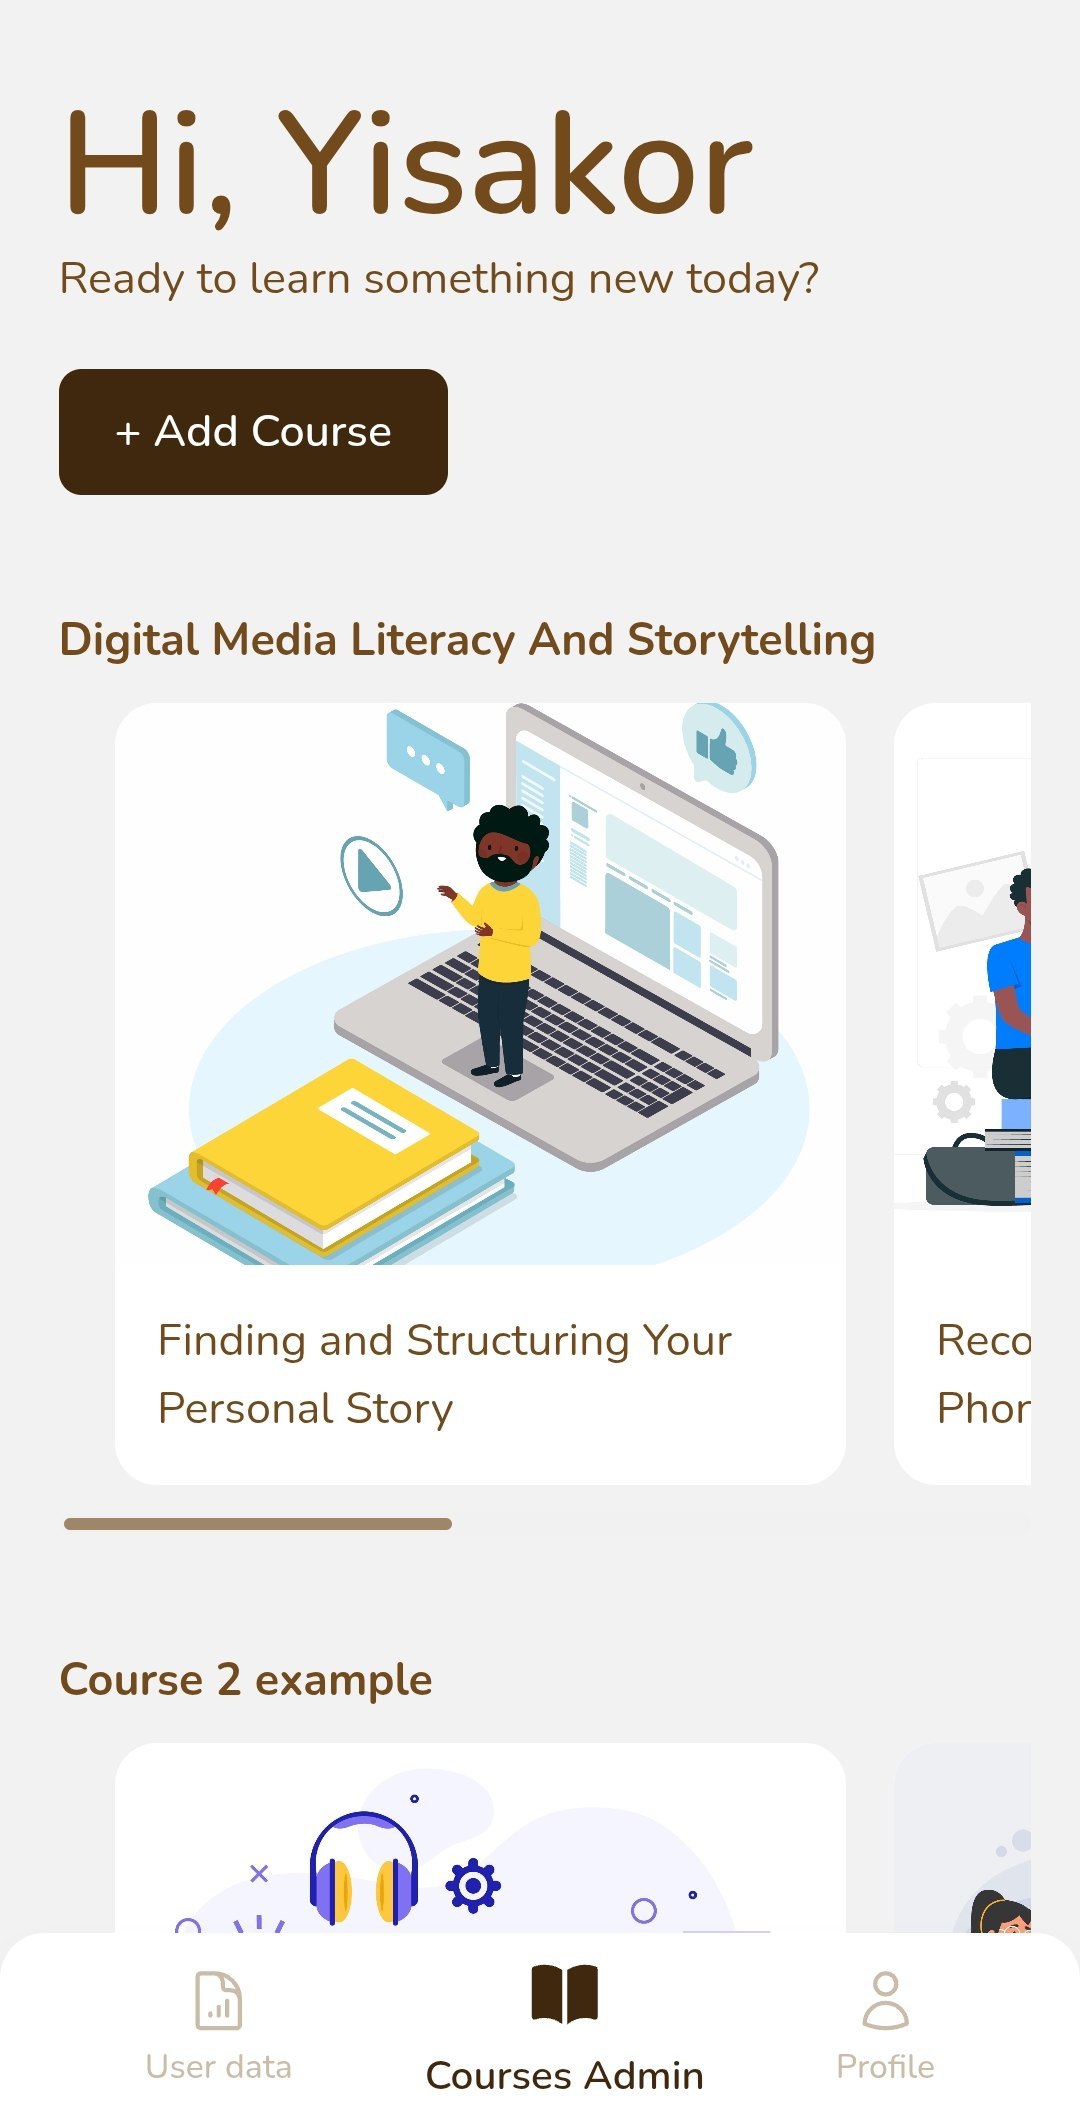 Hi, Yisakor
Ready to learn something new today?
+ Add Course
Digital Media Literacy And Storytelling
Finding and Structuring Your
Personal Story
Course 2 example
User data
Courses Admin
Profile